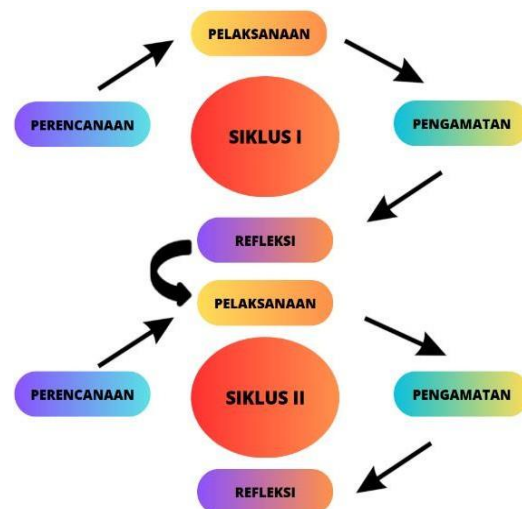 PELAKSANAAN
PERENCANAAN
SIKLUS I
PENGAMATAN
REFLEKSI
PELAKSANAAN
PERENCANAAN
SIKLUS II
PENGAMATAN
REFLEKSI